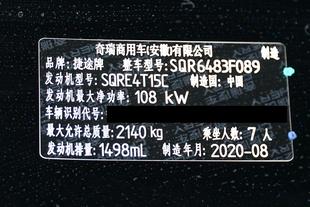 奇瑞商用车(安徽)有限公司 制造
品牌：捷途牌 整车型号：SQR6483F089
发动机型号：SQRE4T15C 制造国：中国
发动机最大净功率：108 kW
车辆识别代号：
最大允许总质量：2140 kg 乘坐人数：7 人
发动机排量：1498mL 制造年月：2020-08